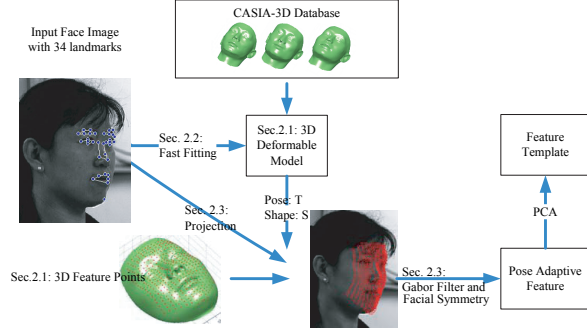 CASIA-3D Database
Input Face Image
with 34 landmarks
Sec. 2.2:
Fast Fitting
Sec.2.1: 3D
Deformable
Model
Feature
Template
Pose: T
Shape: S
Sec. 2.3:
Projection
PCA
Sec.2.1: 3D Feature Points
Sec. 2.3:
Gabor Filter and
Facial Symmetry
Pose Adaptive
Feature